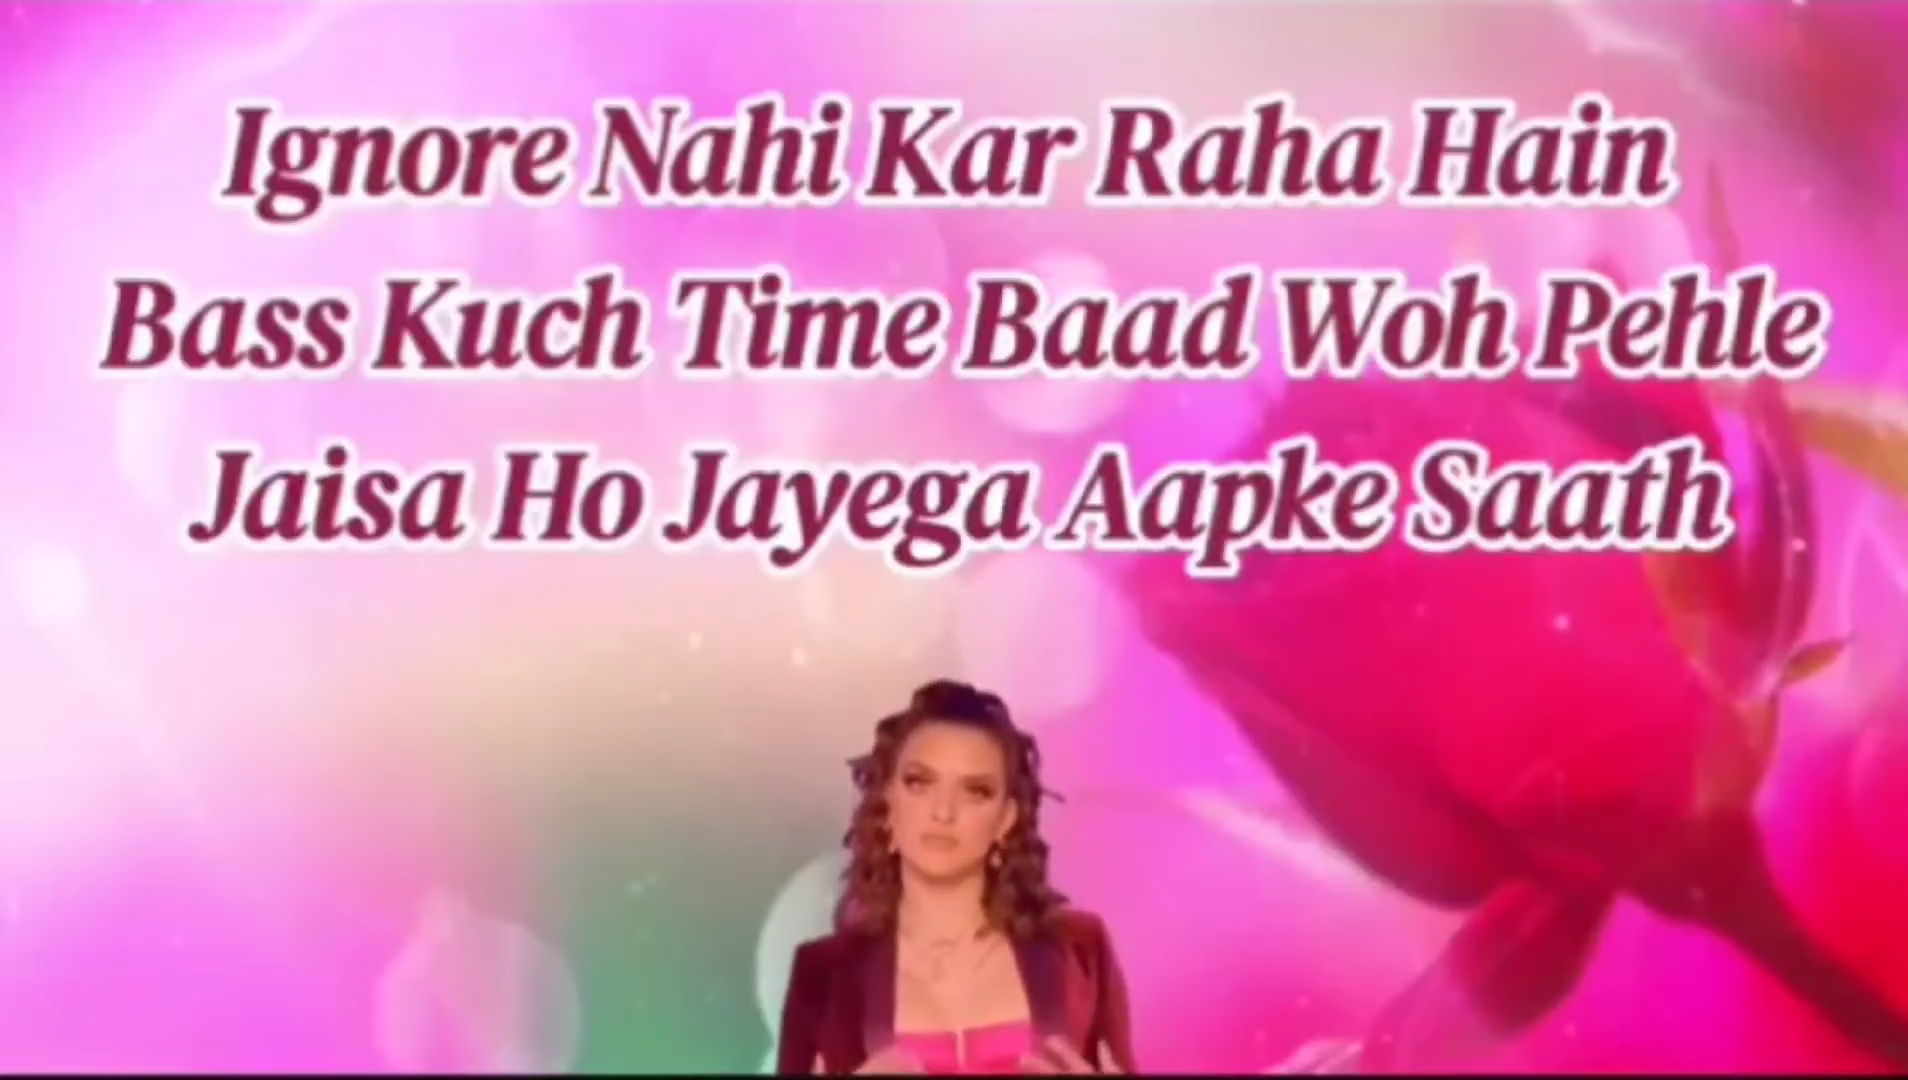 Ignore Nahi Kar Raha Hain
Bass Kuch Time Baad Woh Pehle
Jaisa Ho Jayega Aapke Saath